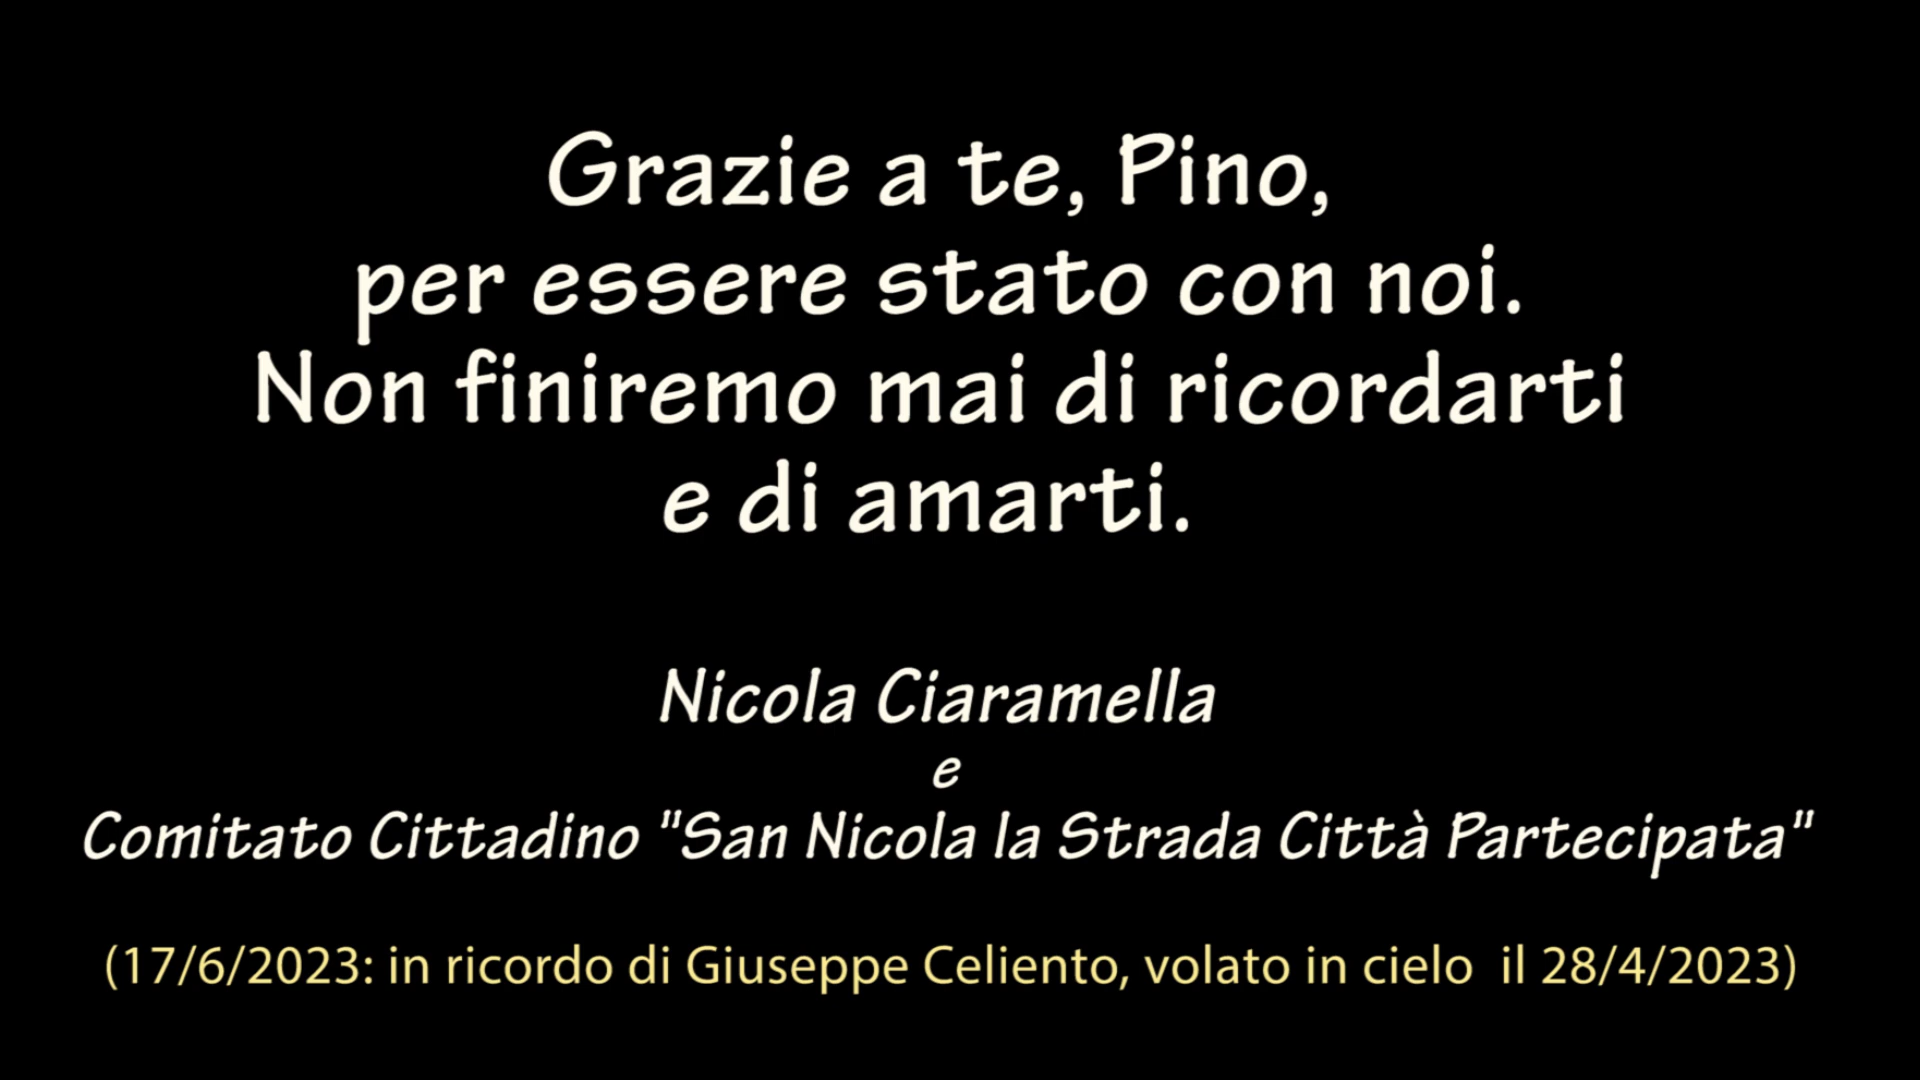 Grazie a te, Pino,
per essere stato con noi.
Non finiremo mai di ricordarti
e di amarti.
Nicola Ciaramella
e
Comitato Cittadino "San Nicola la Strada Città Partecipata"
(17/6/2023: in ricordo di Giuseppe Celiento, volato in cielo  il 28/4/2023)